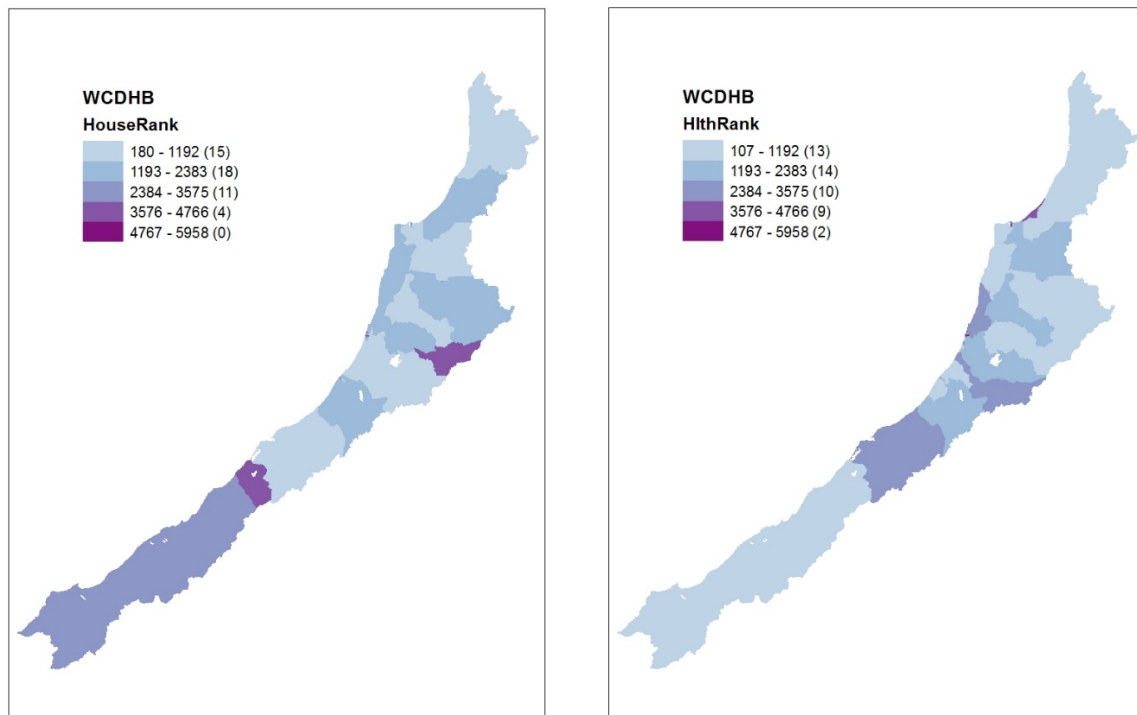 WCDHB
HouseRank
180 - 1192 (15)
1193 - 2383 (18)
2384 - 3575 (11)
3576 - 4766 (4)
4767 - 5958 (0)
WCDHB
HlthRank
107 - 1192 (13)
1193 - 2383 (14)
2384 - 3575 (10)
3576 - 4766 (9)
4767 - 5958 (2)